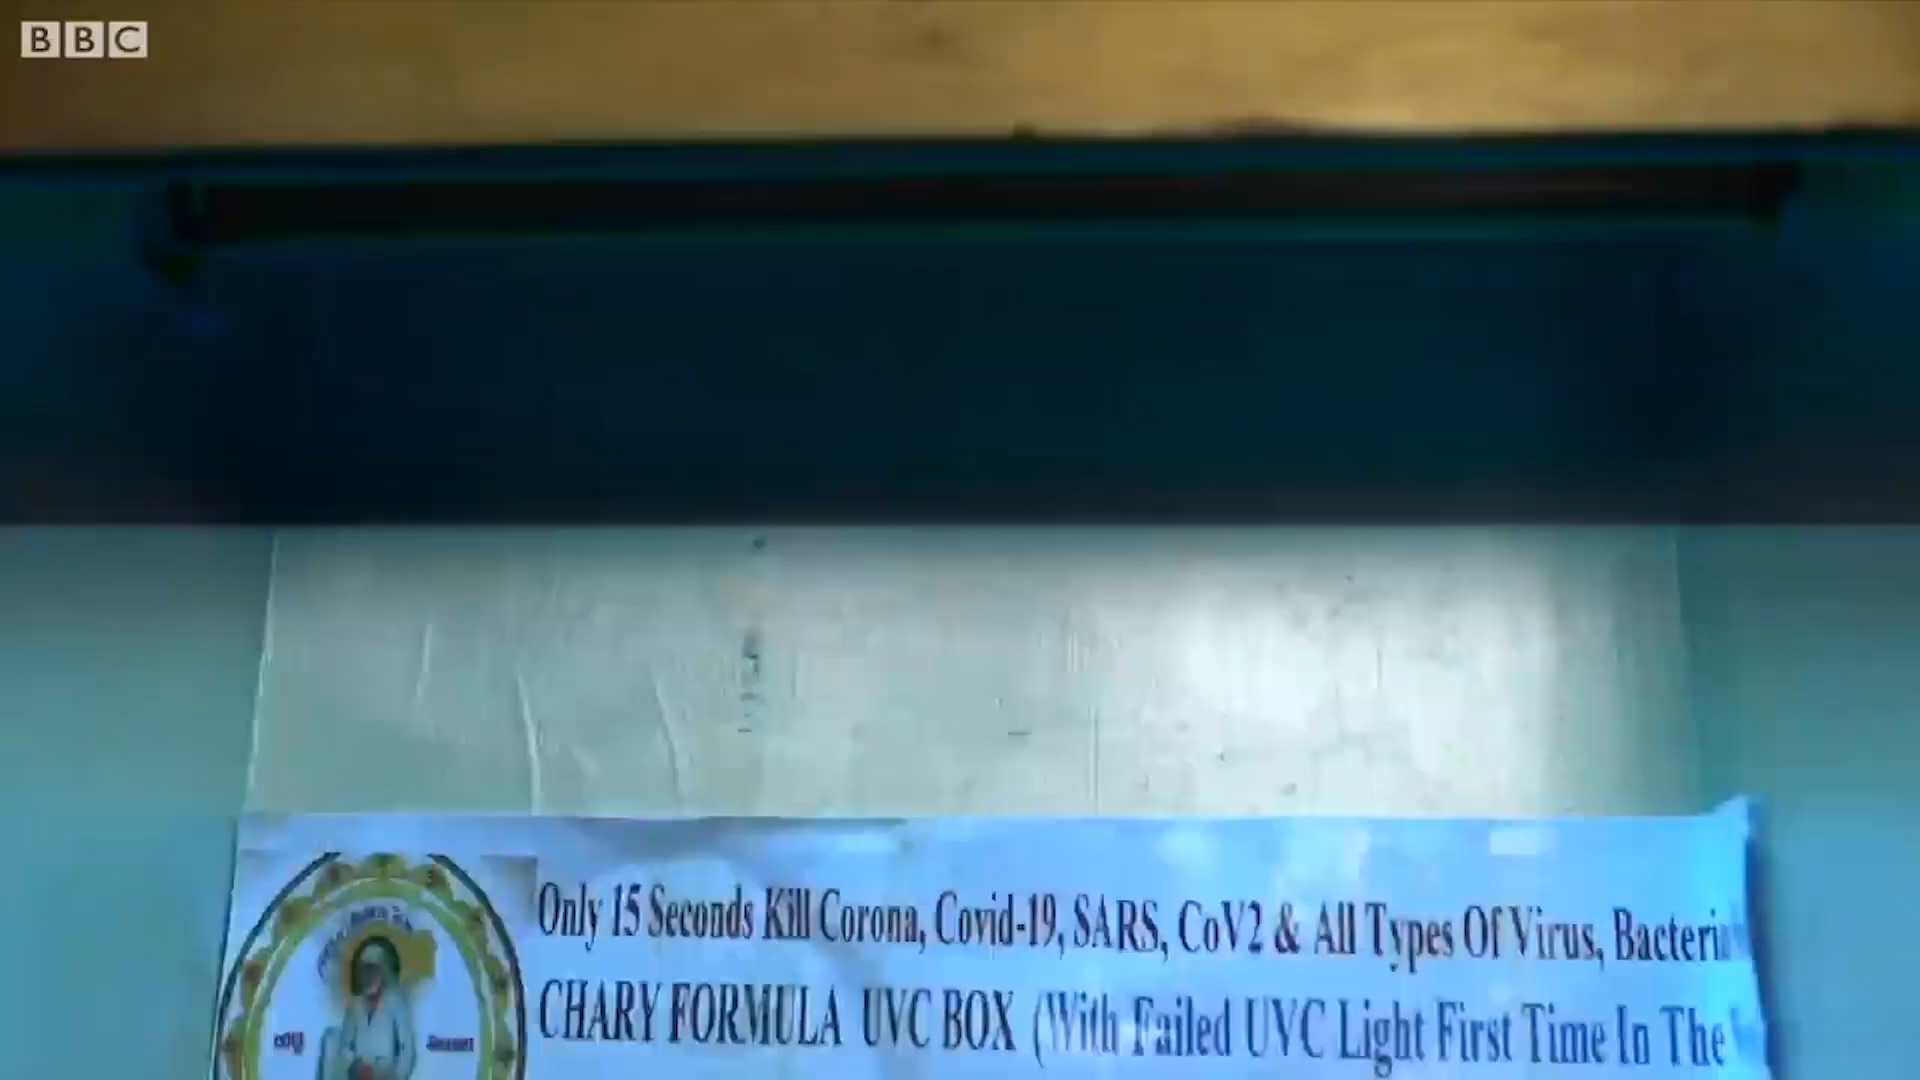 BBC
Only 15 Seconds Kill Corona, Covid-19, SARS, CoV2 & All Types Of Virus, Bacteria
CHARY FORMULA UVC BOX (With Failed UVC Light First Time In The